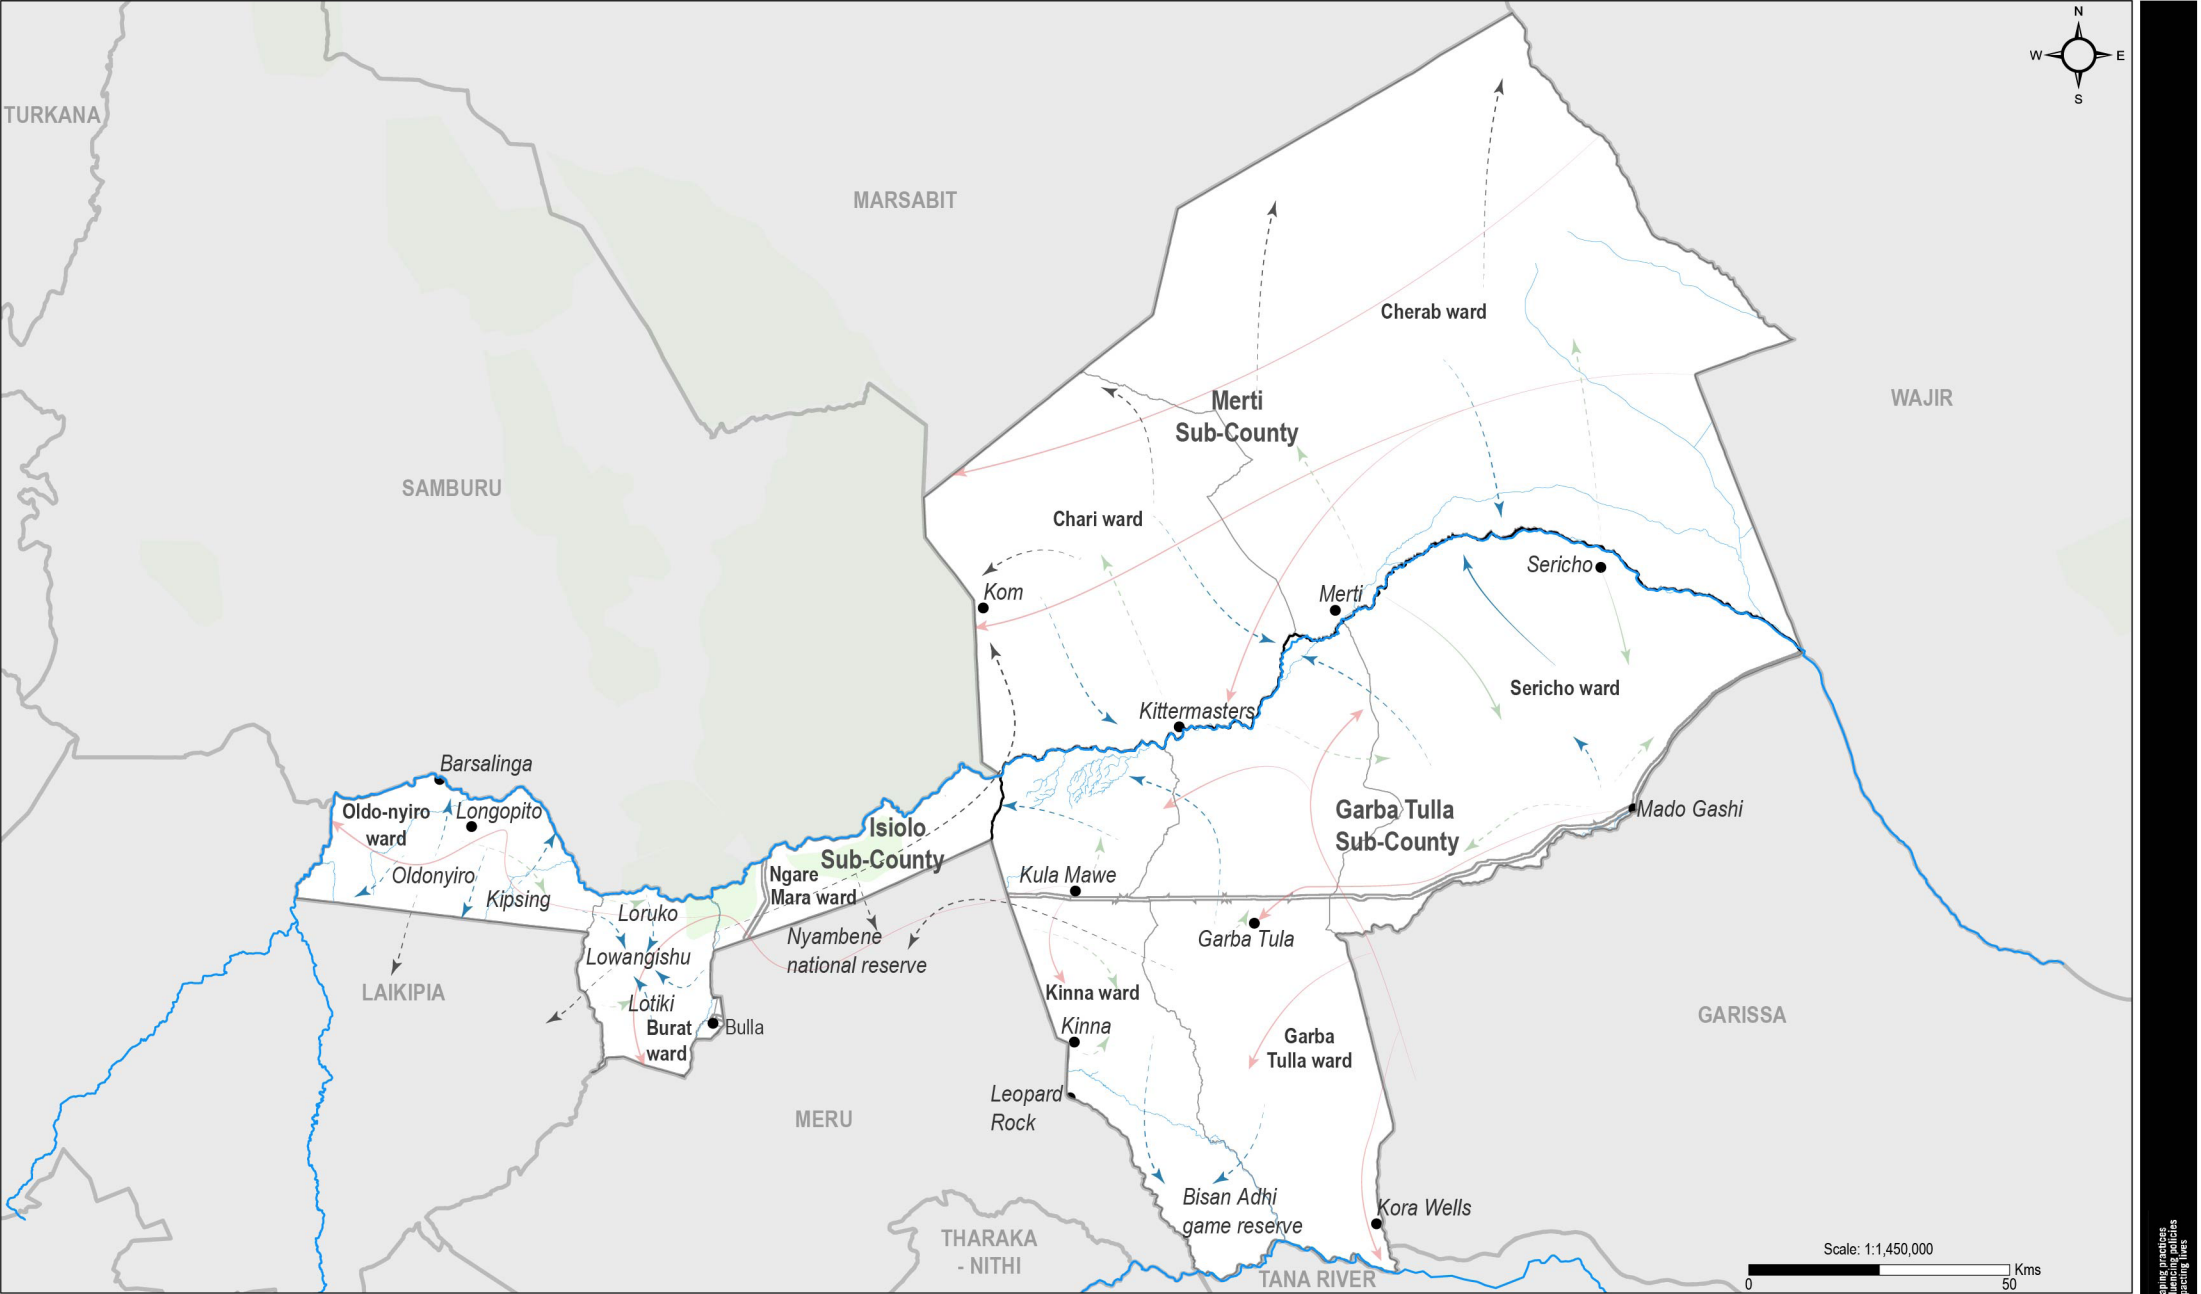 N
W
E
S
TURKANA
MARSABIT
Cherab ward
WAJIR
Merti
Sub-County
SAMBURU
Chari ward
Sericho
Kom
Merti
Sericho ward
Kittermasters
Barsalinga
Oldo-nyiro
ward
Longopito
Isiolo
Sub-County
Garba Tulla
Sub-County
Mado Gashi
Oldonyiro
Kipsing
Ngare
Mara ward
Kula Mawe
Loruko
Nyambene
national reserve
Garba Tula
Lowangishu
LAIKIPIA
Lotiki
Kinna ward
Burat
ward
Bulla
Kinna
GARISSA
Garba
Tulla ward
Leopard
Rock
MERU
Bisan Adhi
game reserve
Kora Wells
THARAKA
- NITHI
TANA RIVER
Scale: 1:1,450,000
Kms
0
50
practices
policies
lives